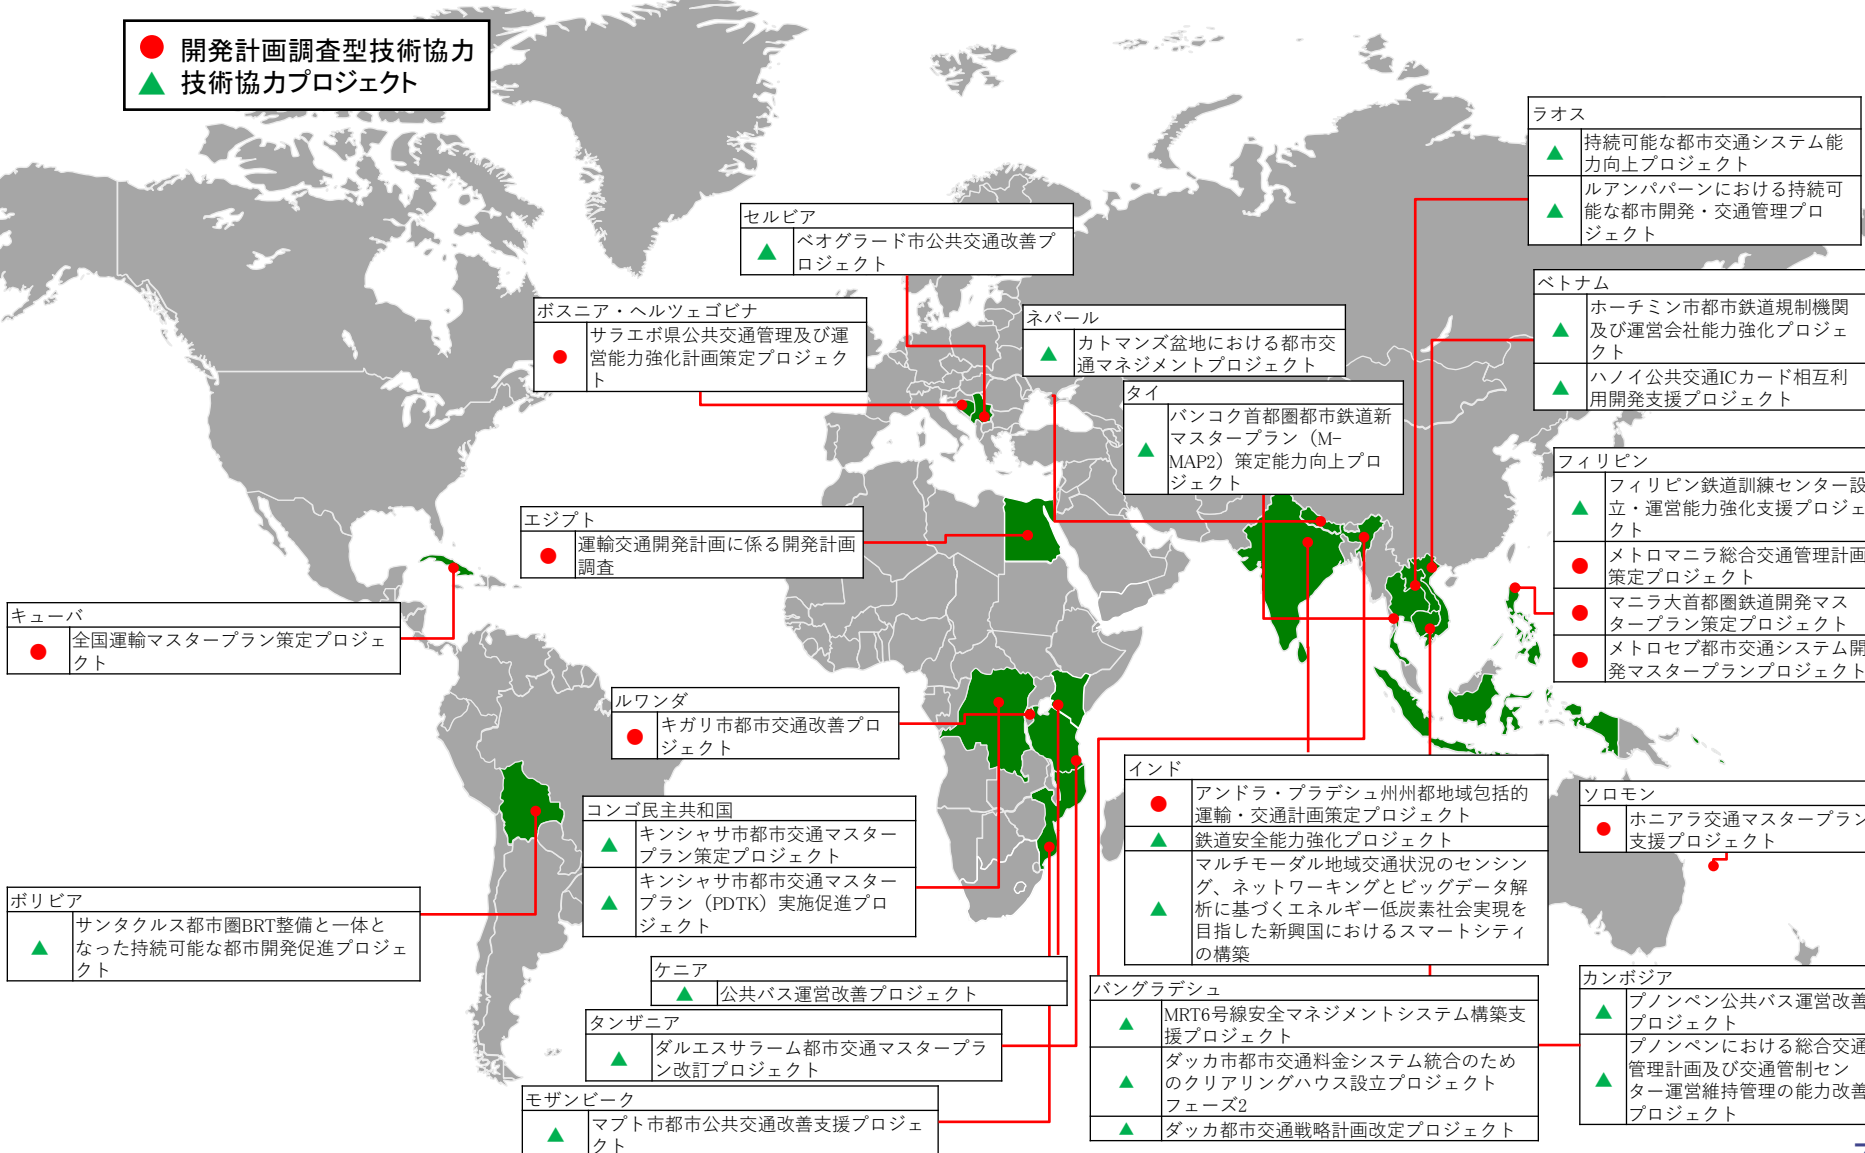 開発計画調査型技術協力
技術協力プロジェクト
ラオス
持続可能な都市交通システム能
力向上プロジェクト
ルアンパバーンにおける持続可
能な都市開発・交通管理プロ
ジェクト
セルビア
ベオグラード市公共交通改善プ
ロジェクト
ベトナム
ホーチミン市都市鉄道規制機関
及び運営会社能力強化プロジェ
クト
ハノイ公共交通ICカード相互利
用開発支援プロジェクト
ボスニア・ヘルツェゴビナ
サラエボ県公共交通管理及び運
営能力強化計画策定プロジェク
ト
ネパール
カトマンズ盆地における都市交
通マネジメントプロジェクト
タイ
バンコク首都圏都市鉄道新
マスタープラン（M-
MAP2）策定能力向上プロ
ジェクト
フィリピン
フィリピン鉄道訓練センター設
立・運営能力強化支援プロジェ
クト
メトロマニラ総合交通管理計画
策定プロジェクト
マニラ大首都圏鉄道開発マス
タープラン策定プロジェクト
メトロセブ都市交通システム開
発マスタープランプロジェクト
エジプト
運輸交通開発計画に係る開発計画
調査
キューバ
全国運輸マスタープラン策定プロジェ
クト
ルワンダ
キガリ市都市交通改善プロ
ジェクト
インド
アンドラ・プラデシュ州州都地域包括的
運輸・交通計画策定プロジェクト
鉄道安全能力強化プロジェクト
マルチモーダル地域交通状況のセンシン
グ、ネットワーキングとビッグデータ解
析に基づくエネルギー低炭素社会実現を
目指した新興国におけるスマートシティ
の構築
ソロモン
ホニアラ交通マスタープラン
支援プロジェクト
コンゴ民主共和国
キンシャサ市都市交通マスター
プラン策定プロジェクト
キンシャサ市都市交通マスター
プラン（PDTK）実施促進プロ
ジェクト
ボリビア
サンタクルス都市圏BRT整備と一体と
なった持続可能な都市開発促進プロジェ
クト
ケニア
公共バス運営改善プロジェクト
バングラデシュ
MRT6号線安全マネジメントシステム構築支
援プロジェクト
ダッカ市都市交通料金システム統合のため
のクリアリングハウス設立プロジェクト
フェーズ2
ダッカ都市交通戦略計画改定プロジェクト
カンボジア
プノンペン公共バス運営改善
プロジェクト
プノンペンにおける総合交通
管理計画及び交通管制セン
ター運営維持管理の能力改善
プロジェクト
タンザニア
ダルエスサラーム都市交通マスタープラ
ン改訂プロジェクト
モザンビーク
マプト市都市公共交通改善支援プロジェ
クト